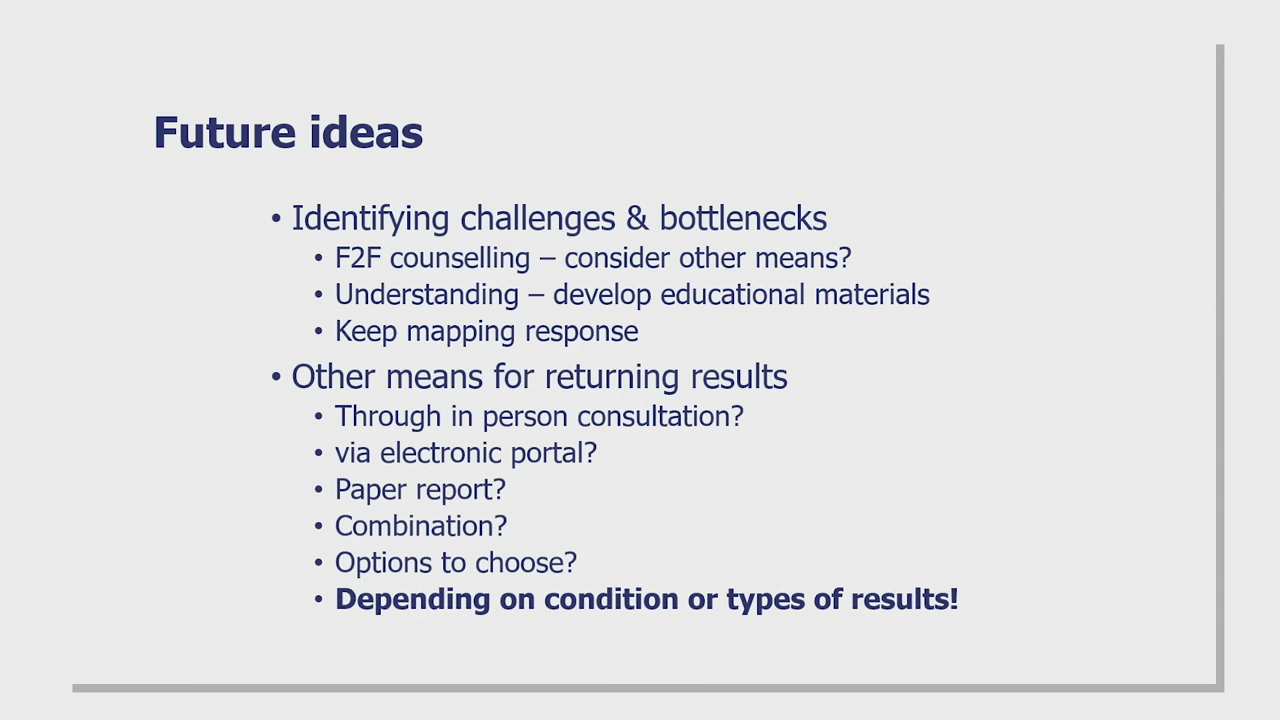 Future ideas
• Identifying challenges & bottlenecks
• F2F counselling – consider other means?
• Understanding – develop educational materials
• Keep mapping response
• Other means for returning results
• Through in person consultation?
• via electronic portal?
• Paper report?
• Combination?
• Options to choose?
• Depending on condition or types of results!